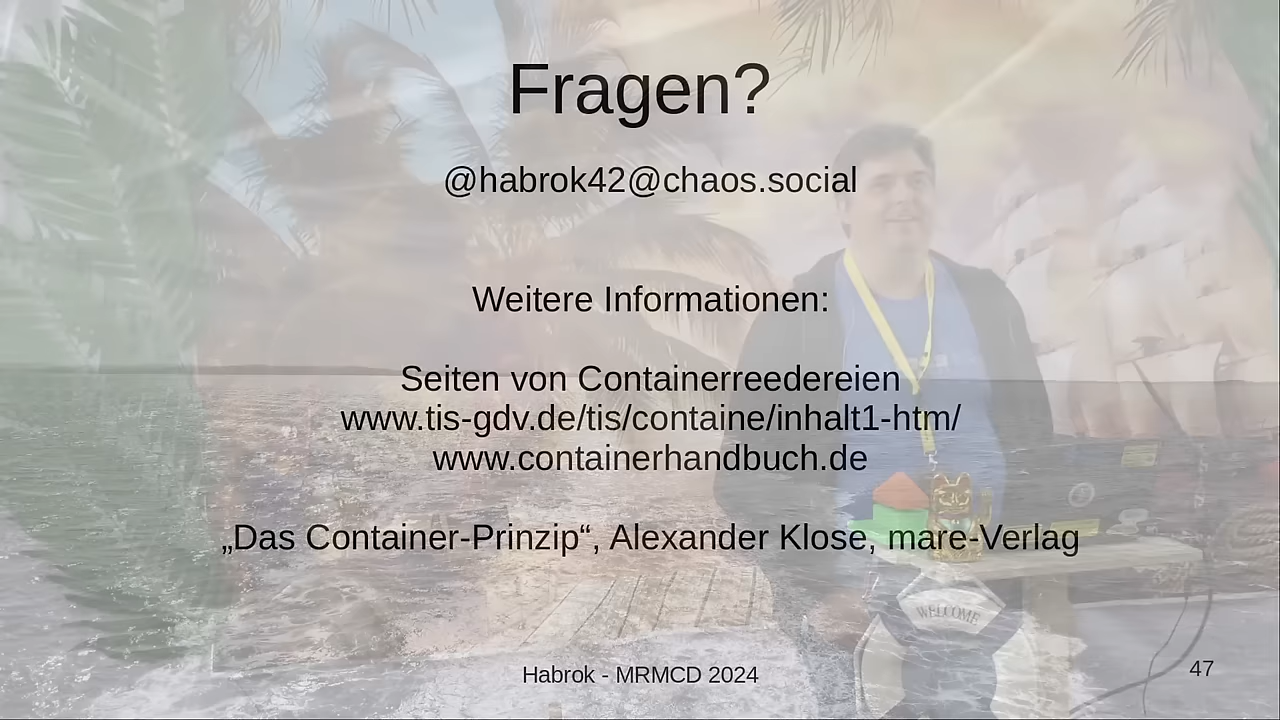 Fragen?
@habrok42@chaos.social
Weitere Informationen:
Seiten von Containerreedereien
www.tis-gdv.de/tis/containe/inhalt1-htm/
www.containerhandbuch.de
„Das Container-Prinzip“, Alexander Klose, mare-Verlag
WELCOME
Habrok - MRMCD 2024
47